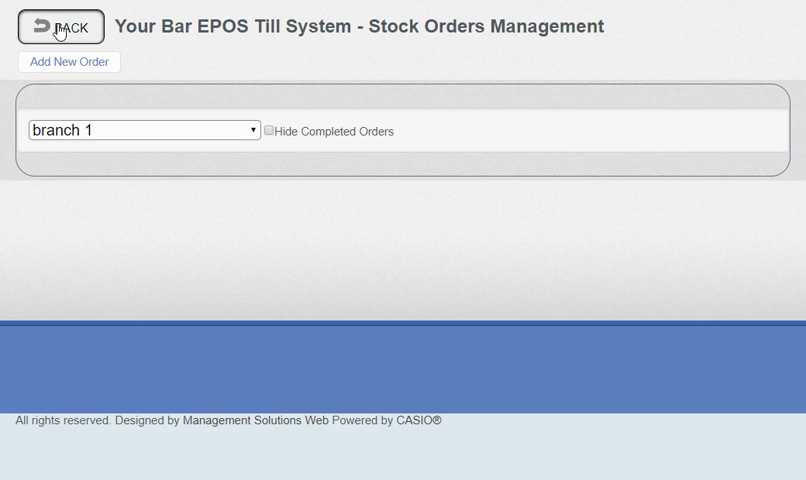 BACK
Your Bar EPOS Till System - Stock Orders Management
Add New Order
branch 1
Hide Completed Orders
All rights reserved. Designed by Management Solutions Web Powered by CASIO®